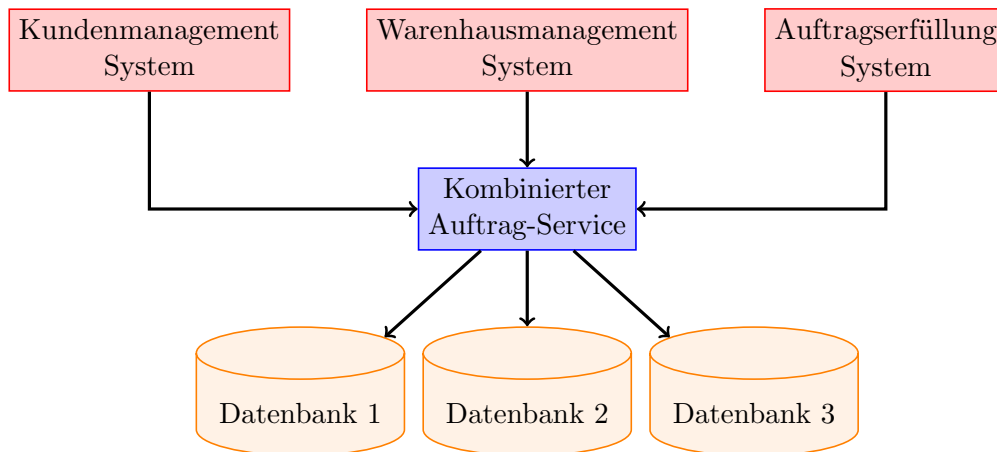 Kundenmanagement
System
Warenhausmanagement
System
Auftragserfüllung
System
Kombinierter
Auftrag-Service
Datenbank 1
Datenbank 2
Datenbank 3